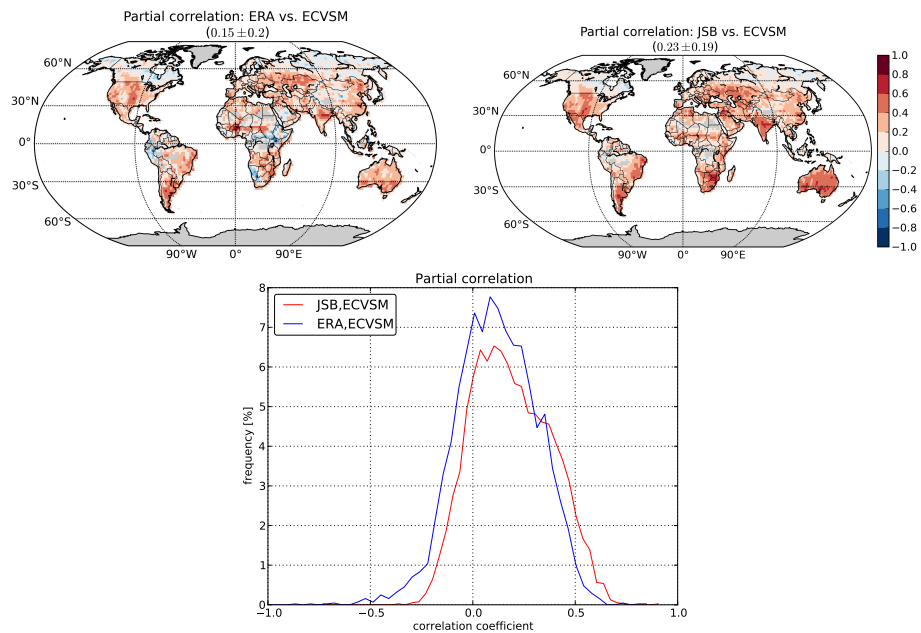 Partial correlation: ERA vs. ECVSM
(0.15±0.2)
60°N
30°N
0°
30°S
60°S
90°W
0°
90°E
Partial correlation: JSB vs. ECVSM
(0.23±0.19)
60°N
30°N
0°
30°S
60°S
90°W
0°
90°E
1.0
0.8
0.6
0.4
0.2
0.0
−0.2
−0.4
−0.6
−0.8
−1.0
Partial correlation
JSB,ECVSM
ERA,ECVSM
frequency [%]
8
7
6
5
4
3
2
1
0
−1.0
−0.5
0.0
0.5
1.0
correlation coefficient